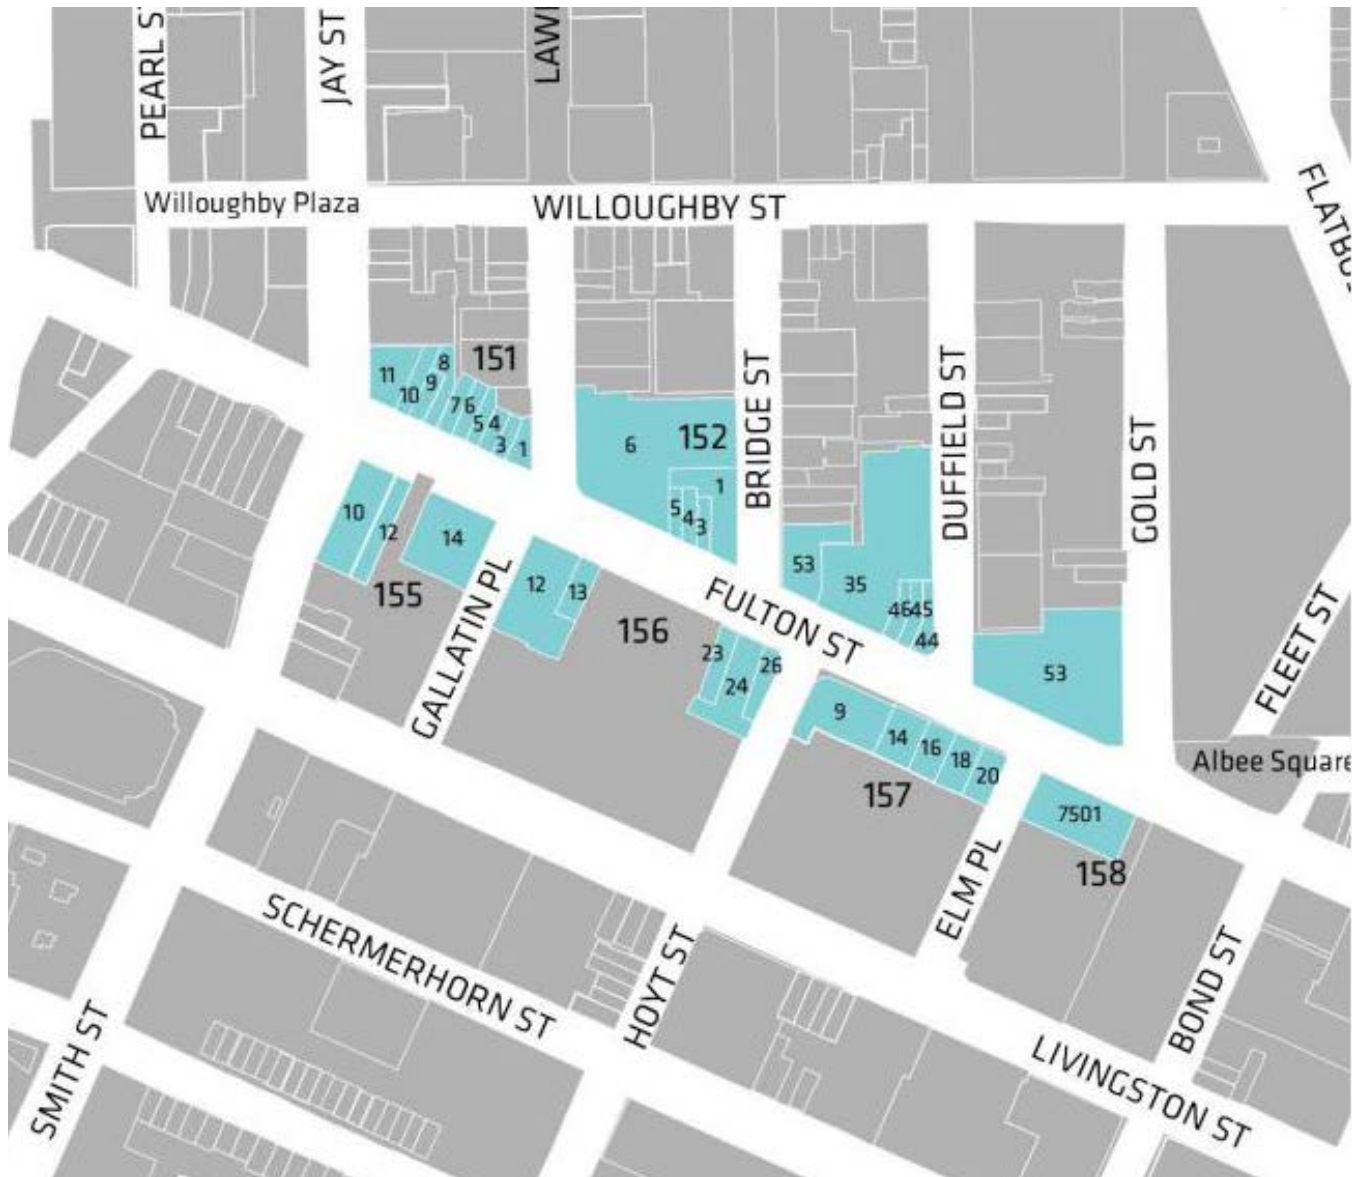 PEARL S
JAY ST
LAW
FLATBU
Willoughby Plaza
WILLOUGHBY ST
151
8
11
9
10
7 6
5 4
3 1
BRIDGE ST
DUFFIELD ST
GOLD ST
152
6
1
5 4 3
10
12
14
155
GALLATIN PL
12
13
156
53
35
46 45
44
FULTON ST
53
FLEET ST
Albee Square
23
24
26
9
14
16
18
20
157
7501
158
ELM PL
SCHERMERHORN ST
HOYT ST
BOND ST
SMITH ST
LIVINGSTON ST